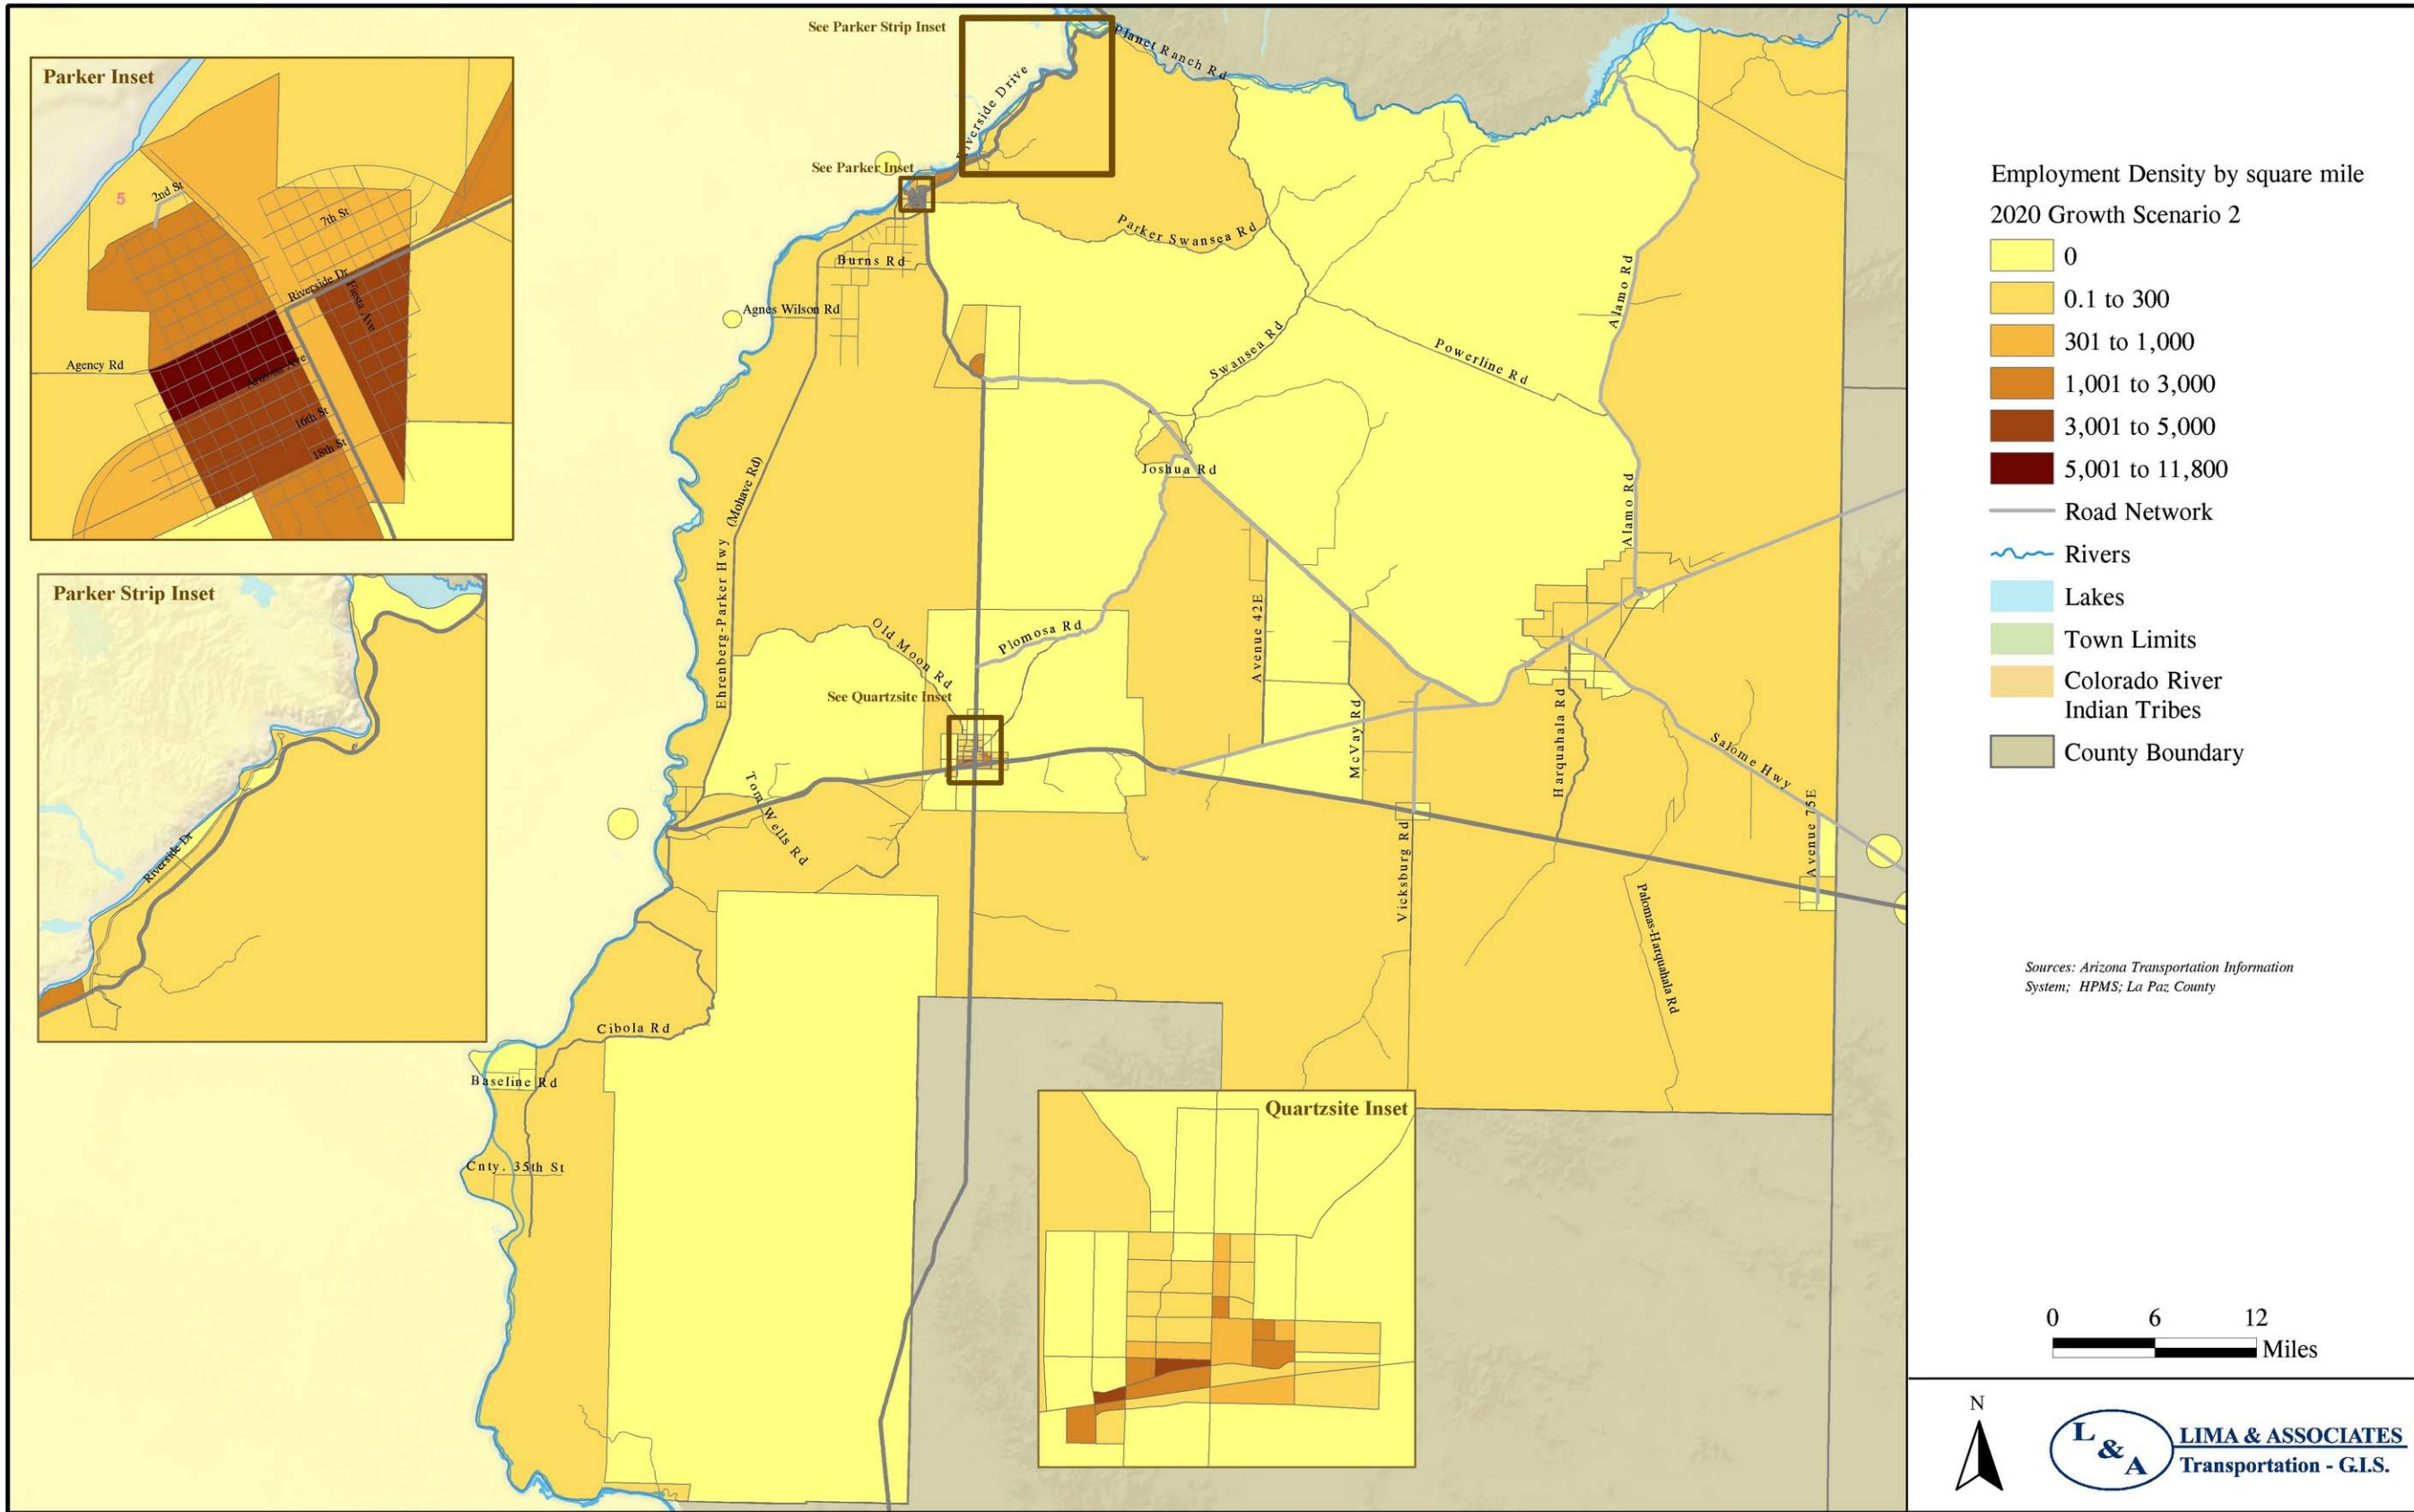 See Parker Strip Inset
Planet Ranch Rd
Riverside Drive
See Parker Inset
Parker Swansea Rd
Burns Rd
Agnes Wilson Rd
Alamo Rd
Swansea Rd
Powerline Rd
Joshua Rd
Ehrenberg-Parker Hwy (Mohave Rd)
Alamo Rd
Old Moon Rd
Plomosa Rd
Avenue 42E
See Quartzsite Inset
McVay Rd
Harquahala Rd
Salome Hwy
Tom Wells Rd
Avenue 75E
Vicksburg Rd
Palomas-Harquahala Rd
Cibola Rd
Baseline Rd
Cnty. 35th St
Parker Inset
5
2nd St
7th St
Riverside Dr
Fiesta Ave
Agency Rd
16th St
18th St
Parker Strip Inset
Riverside Dr
Quartzsite Inset
Employment Density by square mile
2020 Growth Scenario 2
0
0.1 to 300
301 to 1,000
1,001 to 3,000
3,001 to 5,000
5,001 to 11,800
Road Network
Rivers
Lakes
Town Limits
Colorado River
Indian Tribes
County Boundary
Sources: Arizona Transportation Information
System; HPMS; La Paz County
0 6 12
Miles
N
L & A
LIMA & ASSOCIATES
Transportation - G.I.S.